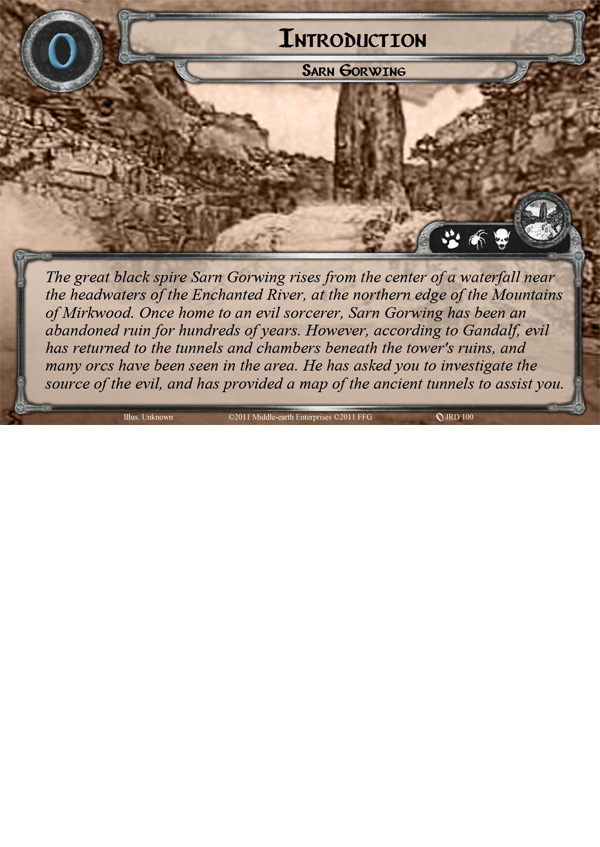 0
Introduction
Sarn Gorwing
The great black spire Sarn Gorwing rises from the center of a waterfall near
the headwaters of the Enchanted River, at the northern edge of the Mountains
of Mirkwood. Once home to an evil sorcerer, Sarn Gorwing has been an
abandoned ruin for hundreds of years. However, according to Gandalf, evil
has returned to the tunnels and chambers beneath the tower's ruins, and
many orcs have been seen in the area. He has asked you to investigate the
source of the evil, and has provided a map of the ancient tunnels to assist you.
Illus. Unknown ©2011 Middle-earth Enterprises ©2011 FFG JRD 100